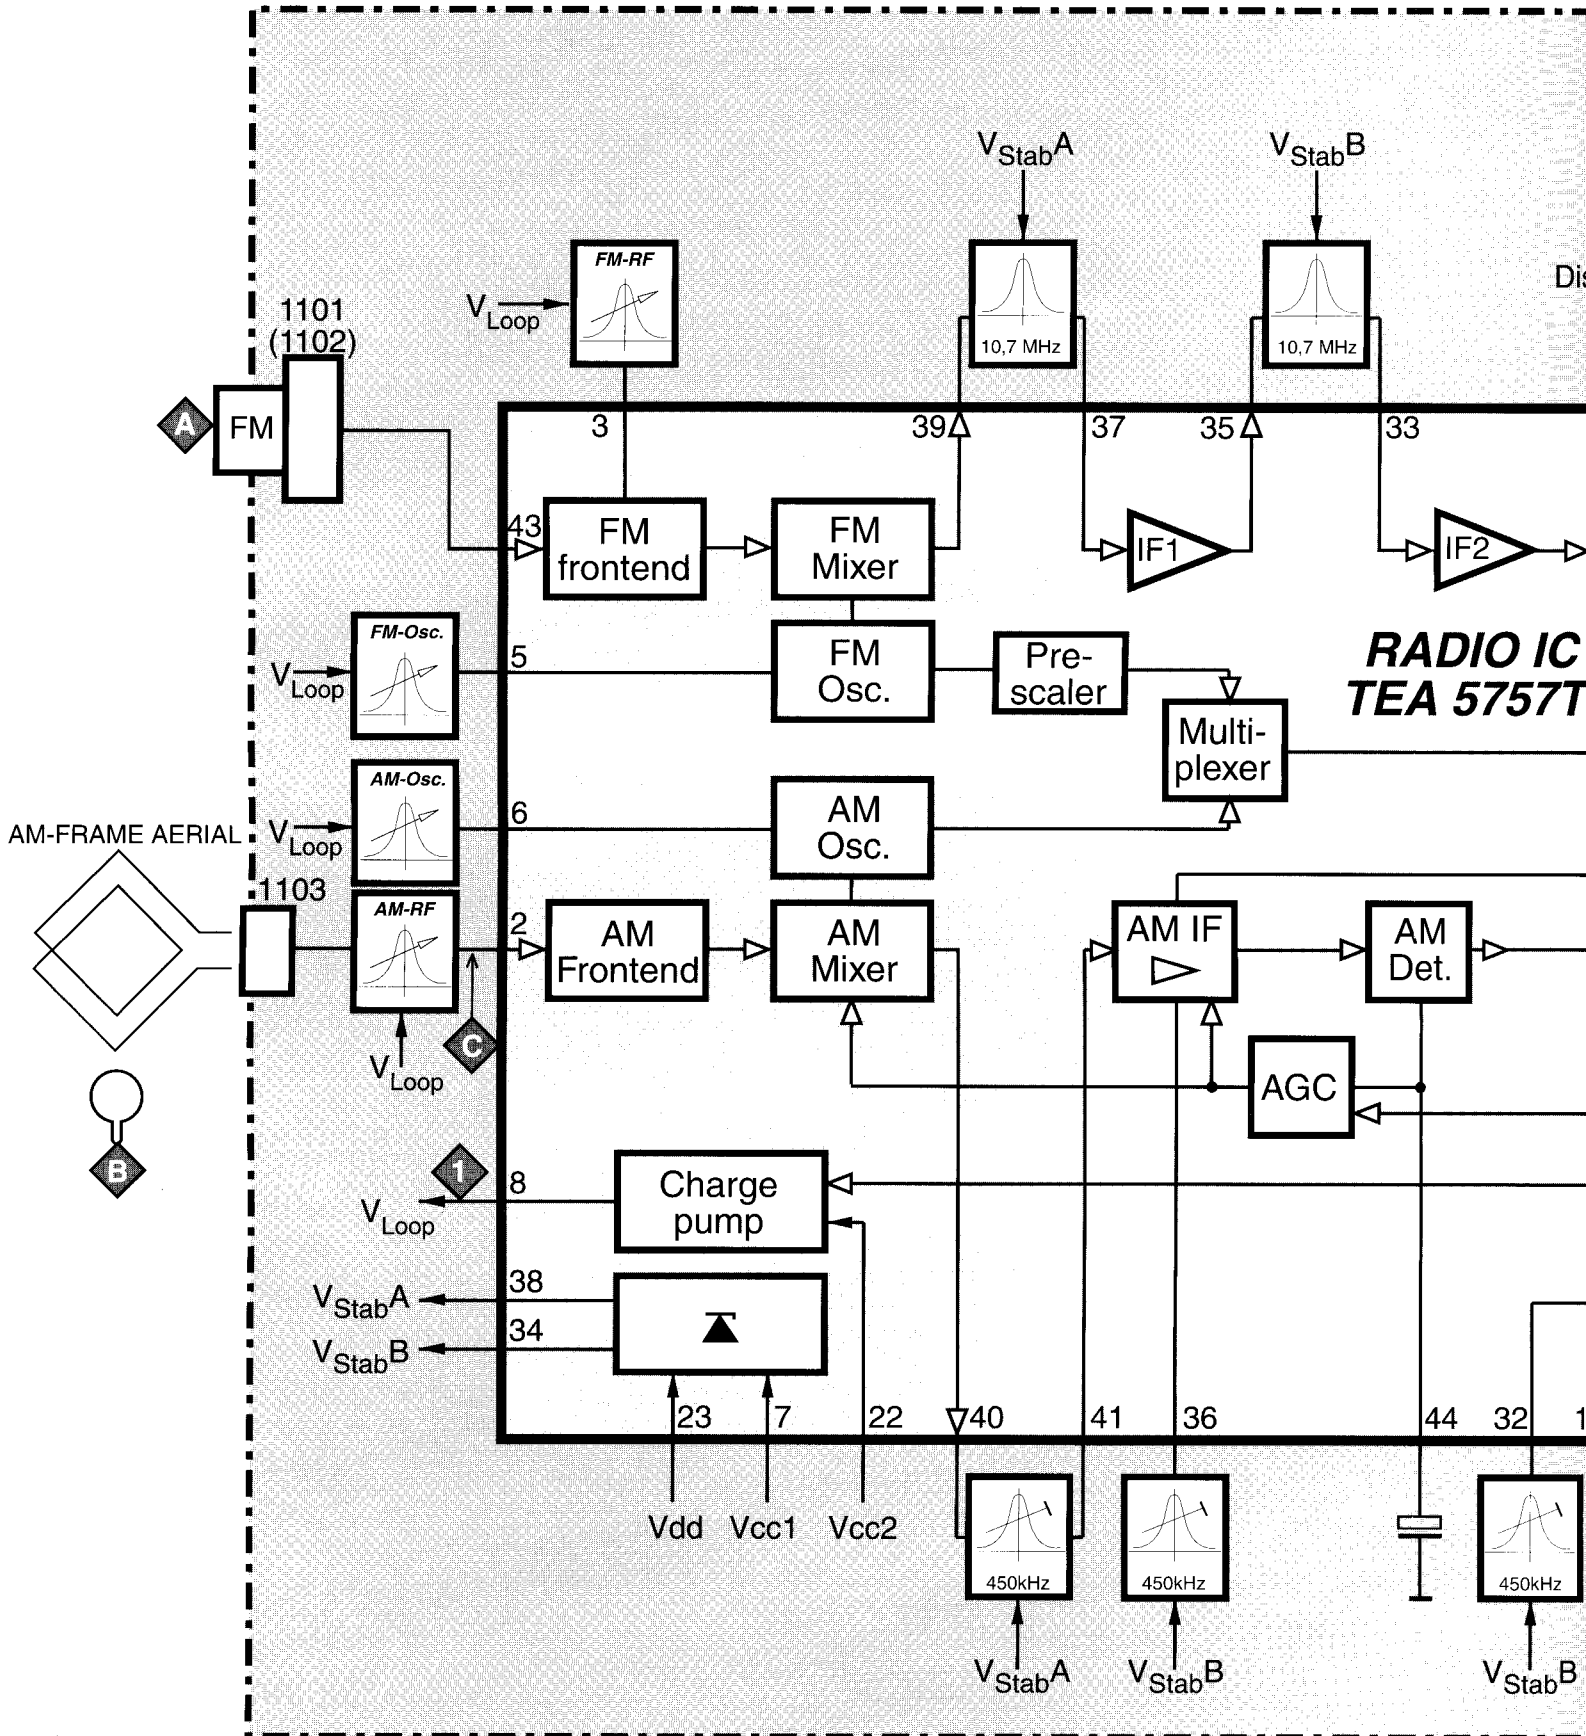 VStabA
VStabB
FM-RF
VLoop
10,7 MHz
10,7 MHz
1101
(1102)
A
FM
3
39
37
35
33
43
FM
frontend
FM
Mixer
IF1
IF2
FM-Osc.
VLoop
5
FM
Osc.
Pre-
scaler
RADIO IC
TEA 5757T
Multi-
plexer
AM-Osc.
VLoop
6
AM
Osc.
AM-FRAME AERIAL
1103
AM-RF
2
AM
Frontend
AM
Mixer
AM IF
AM
Det.
C
VLoop
AGC
B
1
8
VLoop
Charge
pump
38
VStabA
34
VStabB
23
7
22
40
41
36
44
32
1
Vdd
Vcc1
Vcc2
450kHz
450kHz
450kHz
VStabA
VStabB
VStabB